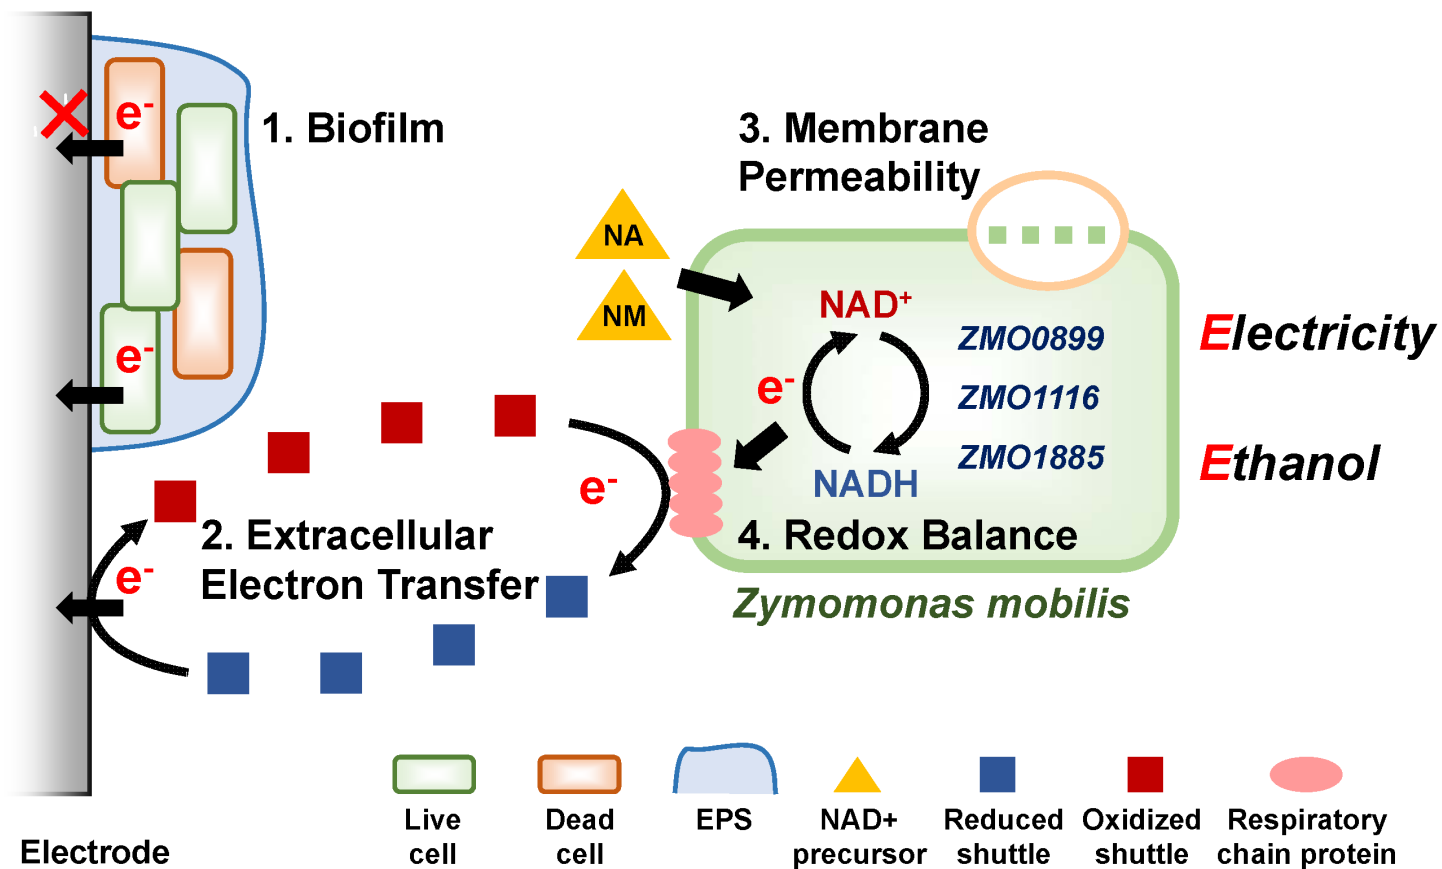 e-
1. Biofilm
3. Membrane
Permeability
NA
NM
NAD+
ZMO0899
Electricity
e-
e-
ZMO1116
ZMO1885
Ethanol
e-
NADH
2. Extracellular
Electron Transfer
4. Redox Balance
e-
Zymomonas mobilis
Live
cell
Dead
cell
EPS
NAD+
precursor
Reduced
shuttle
Oxidized
shuttle
Respiratory
chain protein
Electrode